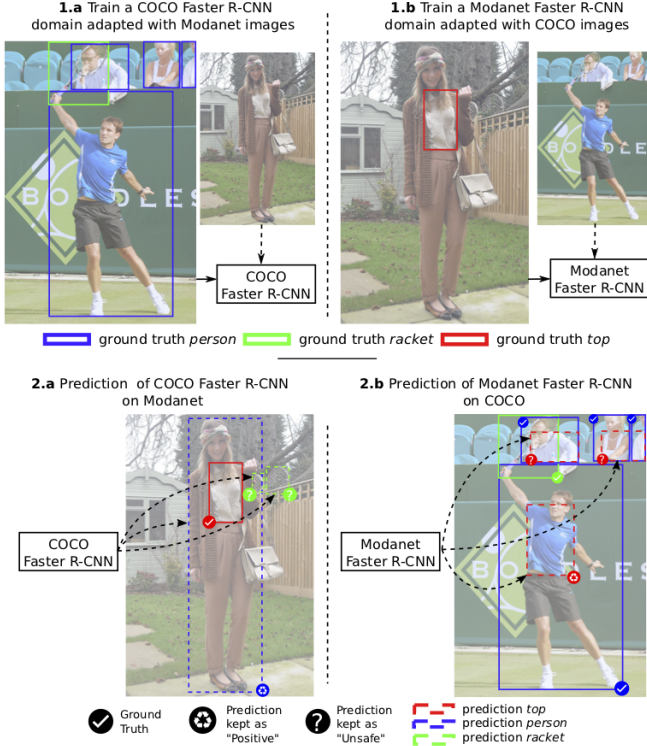 1.a Train a COCO Faster R-CNN
domain adapted with Modanet images
1.b Train a Modanet Faster R-CNN
domain adapted with COCO images
BOODLES
COCO
Faster R-CNN
Modanet
Faster R-CNN
ground truth person
ground truth racket
ground truth top
2.a Prediction of COCO Faster R-CNN
on Modanet
2.b Prediction of Modanet Faster R-CNN
on COCO
? ?
? ?
COCO
Faster R-CNN
Modanet
Faster R-CNN
BOODLES
Ground
Truth
Prediction
kept as
"Positive"
?
Prediction
kept as
"Unsafe"
prediction top
prediction person
prediction racket